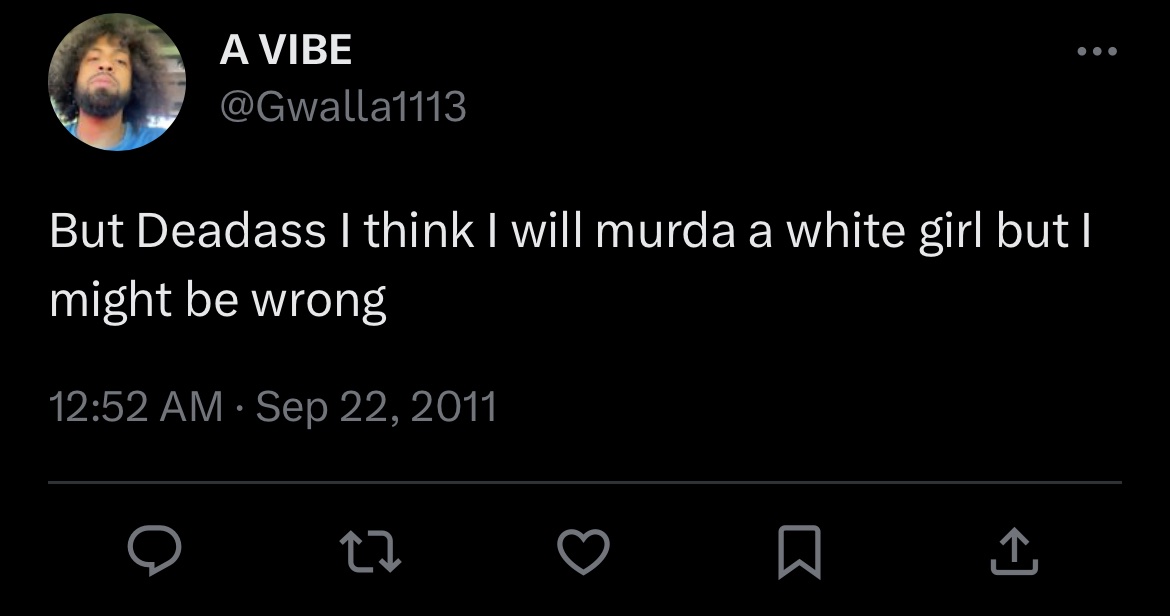 A VIBE
@Gwalla1113
But Deadass I think I will murda a white girl but I
might be wrong
12:52 AM · Sep 22, 2011